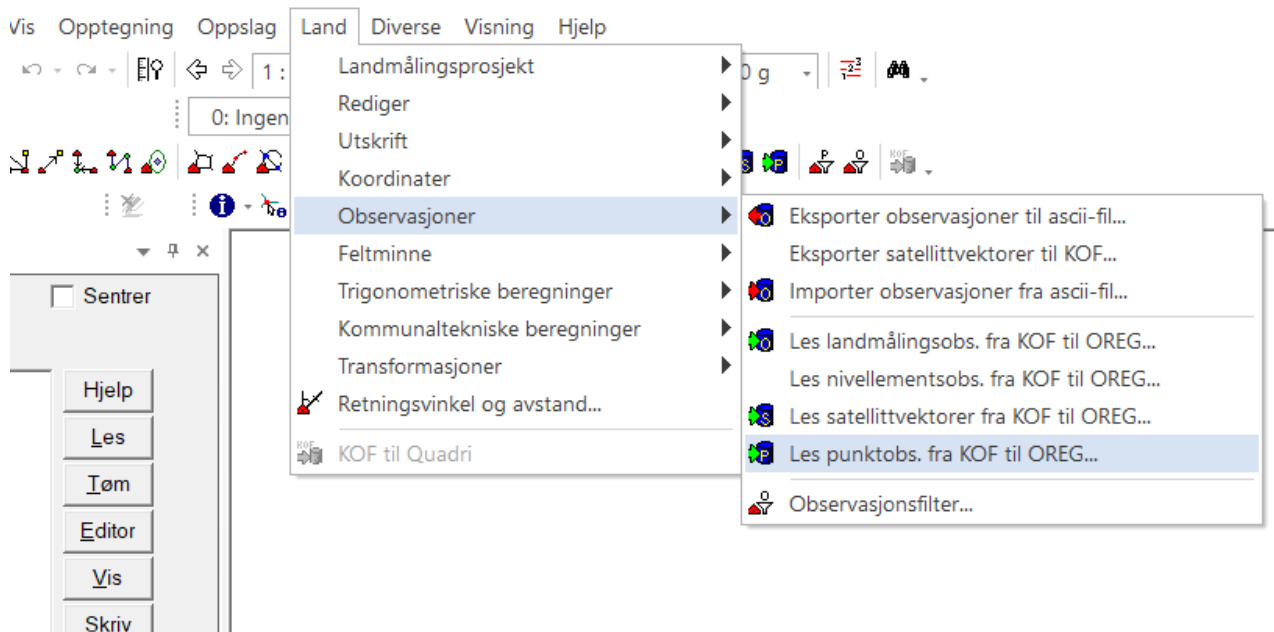 Vis Opptegning Oppslag Land Diverse Visning Hjelp
1 : 0 g
0: Ingen
Sentrer
Hjelp
Les
Tøm
Editor
Vis
Skriv
Landmålingsprosjekt
Rediger
Utskrift
Koordinater
Observasjoner
Feltminne
Trigonometriske beregninger
Kommunaltekniske beregninger
Transformasjoner
Retningsvinkel og avstand...
KOF til Quadri
Eksporter observasjoner til ascii-fil...
Eksporter satellittvektorer til KOF...
Importer observasjoner fra ascii-fil...
Les landmålingsobs. fra KOF til OREG...
Les nivellementsobs. fra KOF til OREG...
Les satellittvektorer fra KOF til OREG...
Les punktobs. fra KOF til OREG...
Observasjonsfilter...